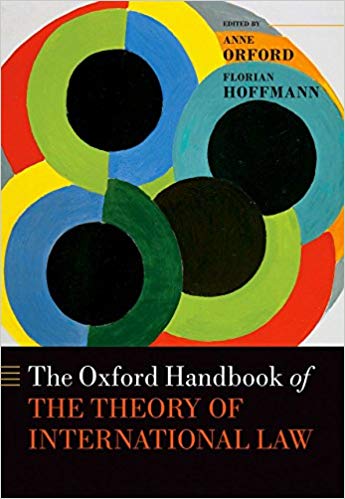 EDITED BY
ANNE
ORFORD
FLORIAN
HOFFMANN
The Oxford Handbook of
THE THEORY OF
INTERNATIONAL LAW